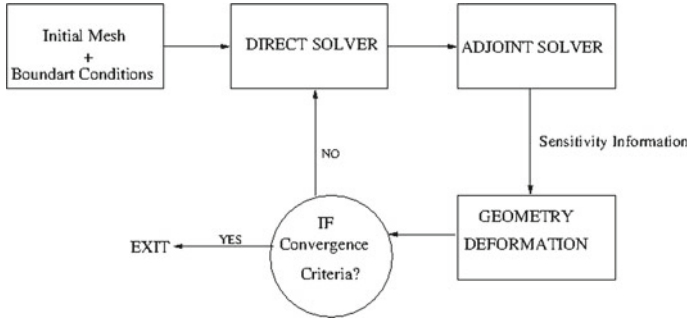 Initial Mesh
+
Boundart Conditions
DIRECT SOLVER
ADJOINT SOLVER
Sensitivity Information
NO
GEOMETRY
DEFORMATION
IF
Convergence
Criteria?
YES
EXIT